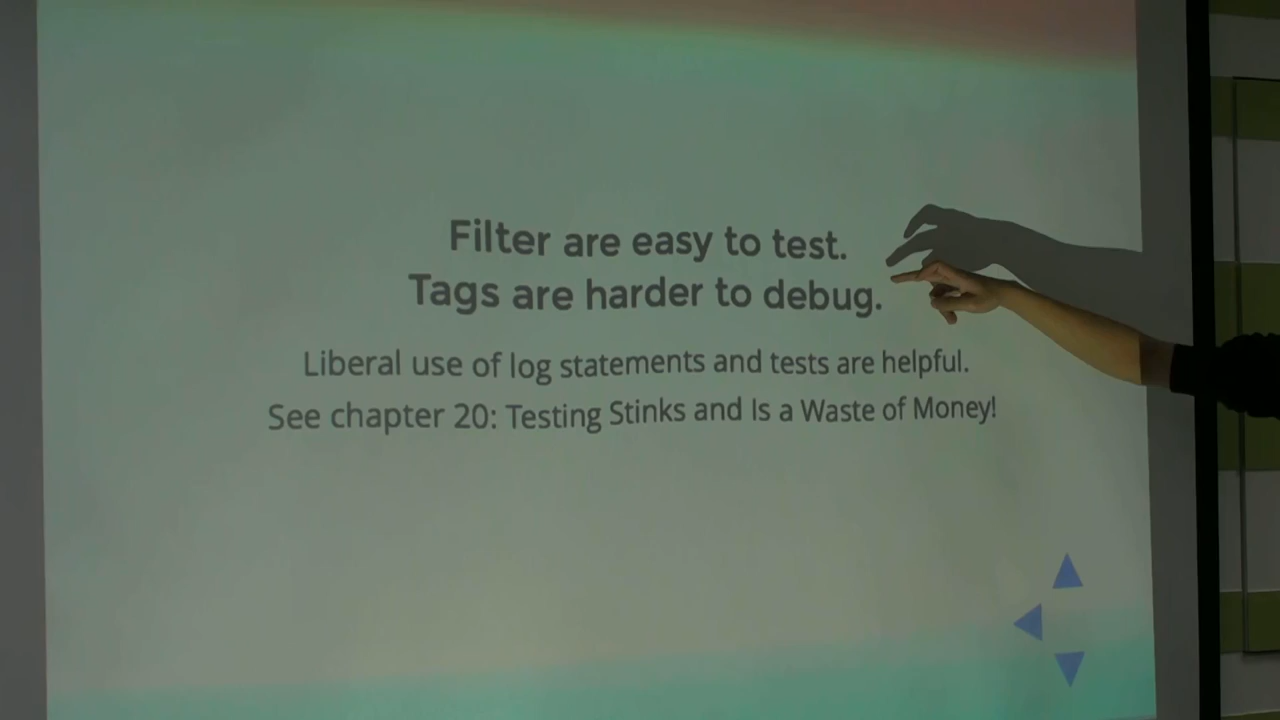 Filter are easy to test.
Tags are harder to debug.
Liberal use of log statements and tests are helpful.
See chapter 20: Testing Stinks and Is a Waste of Money!